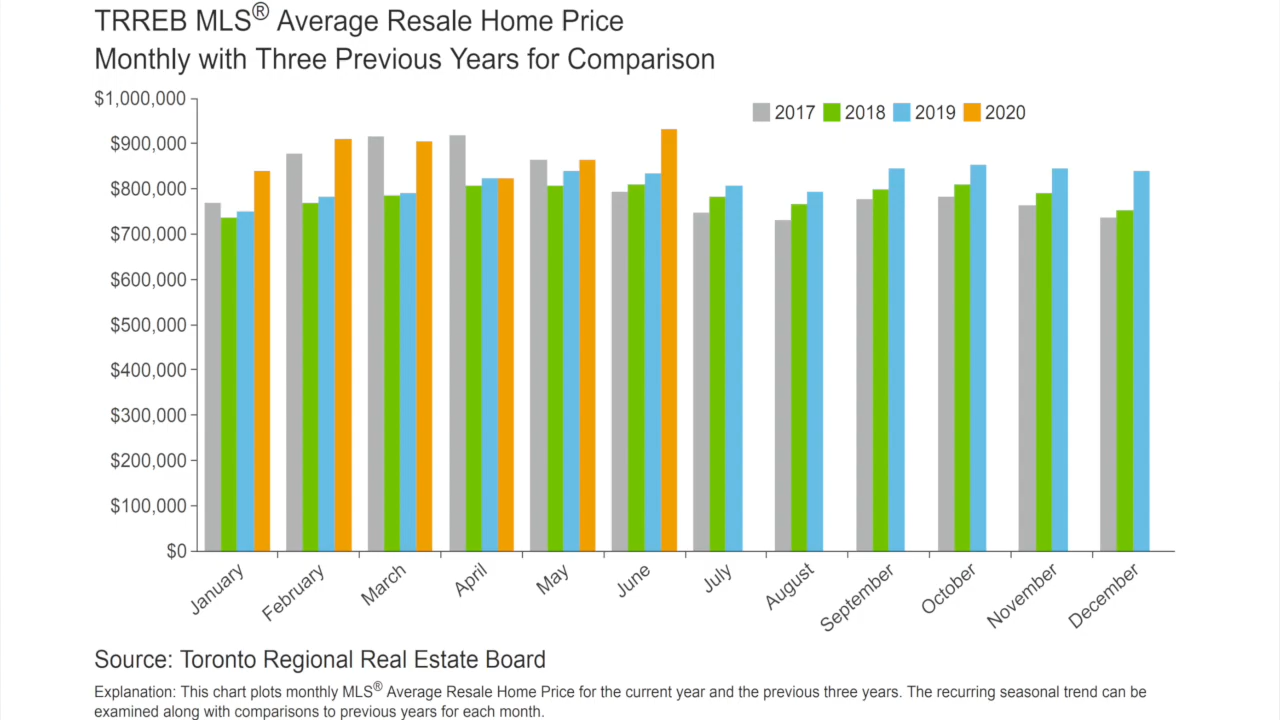 TRREB MLS® Average Resale Home Price
Monthly with Three Previous Years for Comparison
$1,000,000
2017 2018 2019 2020
$900,000
$800,000
$700,000
$600,000
$500,000
$400,000
$300,000
$200,000
$100,000
$0
January February March April May June July August September October November December
Source: Toronto Regional Real Estate Board
Explanation: This chart plots monthly MLS® Average Resale Home Price for the current year and the previous three years. The recurring seasonal trend can be
examined along with comparisons to previous years for each month.